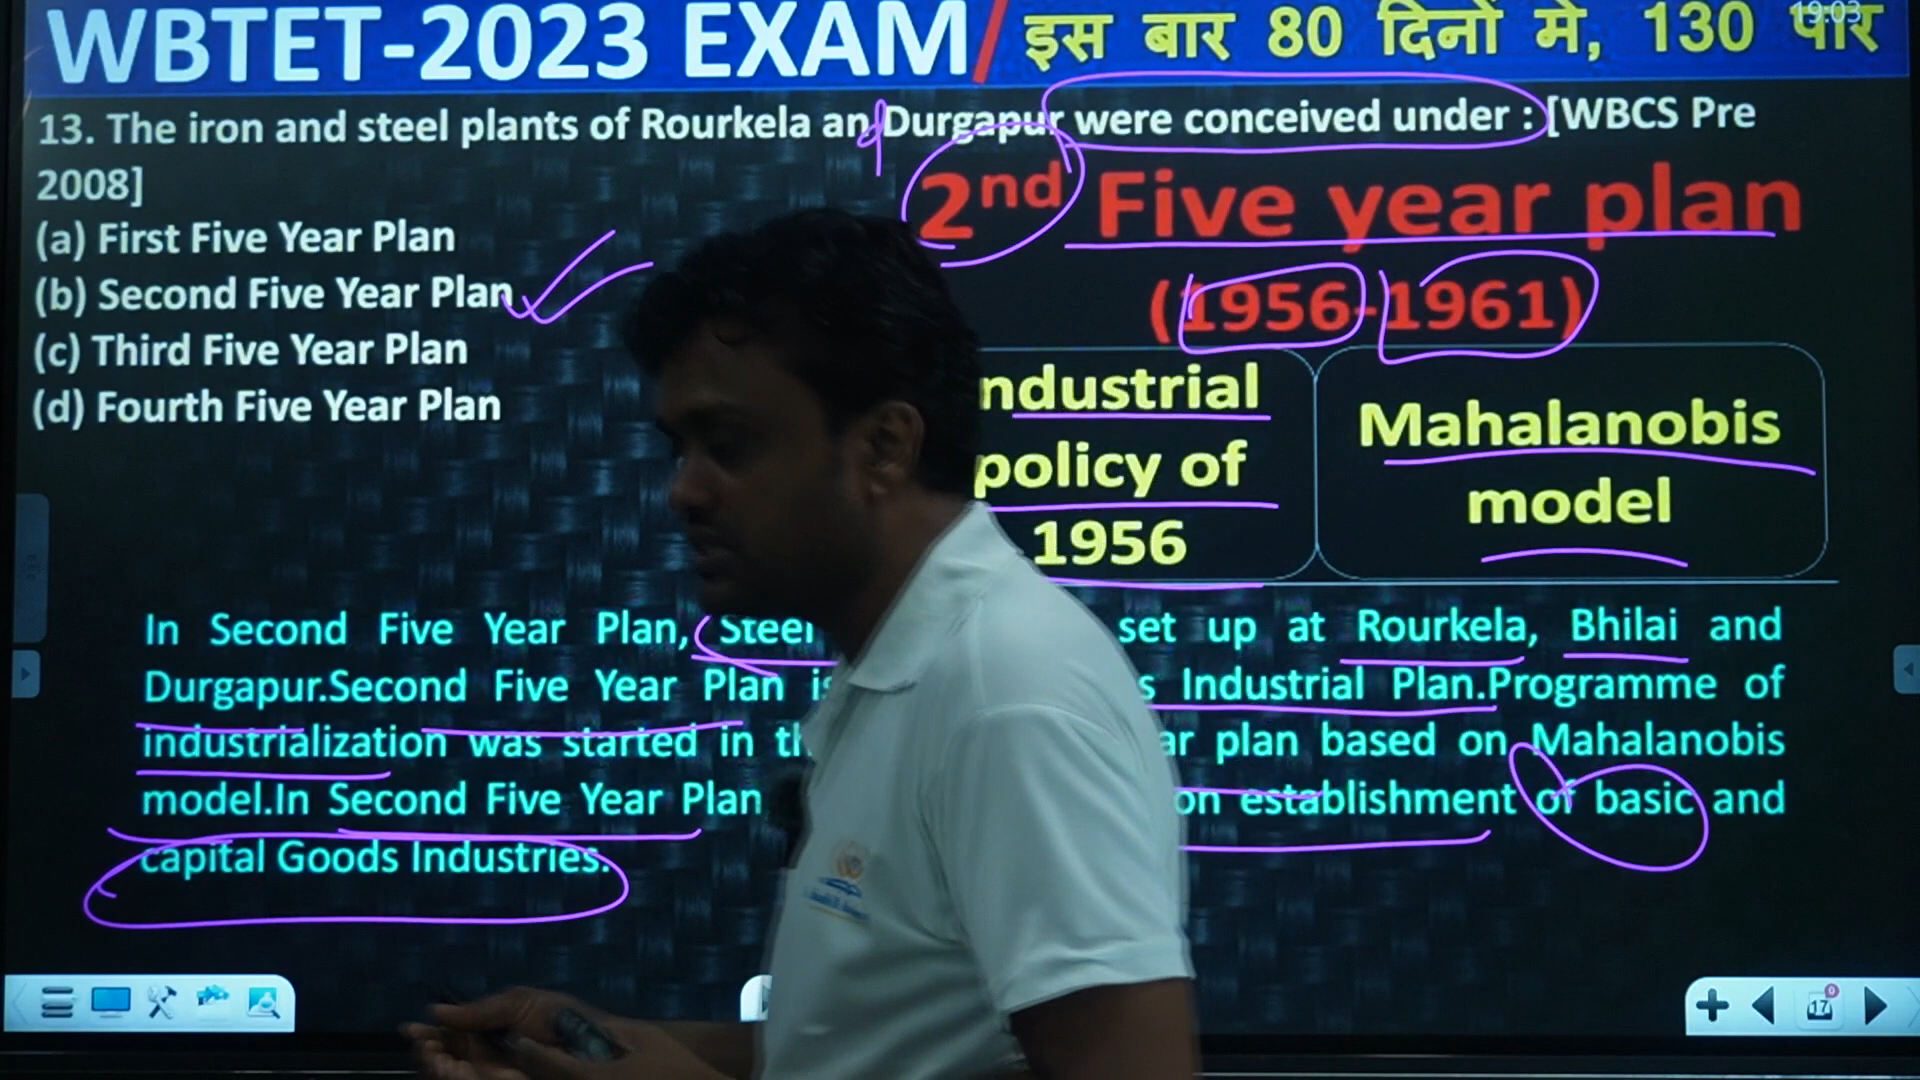 WBTET-2023 EXAM/ इस बार 80 दिनों मे, 130 पार
19:03
13. The iron and steel plants of Rourkela and Durgapur were conceived under : [WBCS Pre
2008]
(a) First Five Year Plan
(b) Second Five Year Plan
(c) Third Five Year Plan
(d) Fourth Five Year Plan
2nd Five year plan
(1956-1961)
ndustrial
policy of
1956
Mahalanobis
model
In Second Five Year Plan, Steel set up at Rourkela, Bhilai and
Durgapur.Second Five Year Plan Industrial Plan.Programme of
industrialization was started in plan based on Mahalanobis
model.In Second Five Year Plan on establishment of basic and
capital Goods Industries.
17